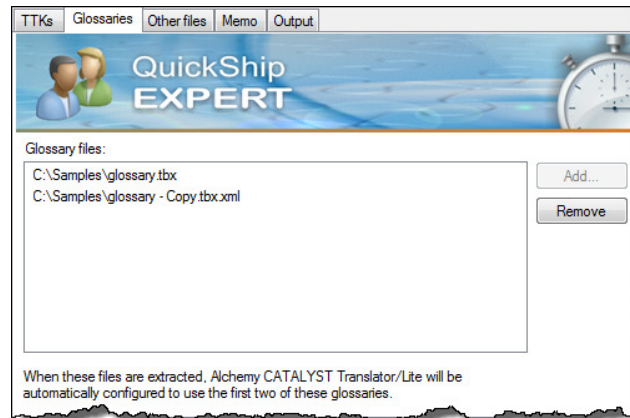 TTKs Glossaries Other files Memo Output
QuickShip
EXPERT
Glossary files:
C:\Samples\glossary.tbx
C:\Samples\glossary - Copy.tbx.xml
Add...
Remove
When these files are extracted, Alchemy CATALYST Translator/Lite will be
automatically configured to use the first two of these glossaries.